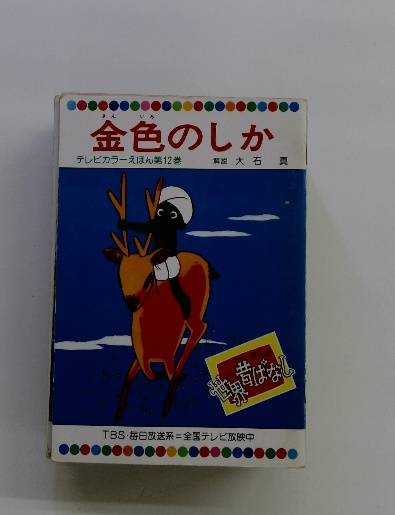 きん いろ
金色のしか
テレビカラーえほん第12巻 解説 大石 真
世界昔ばなし
TBS・毎日放送系=全国テレビ放映中